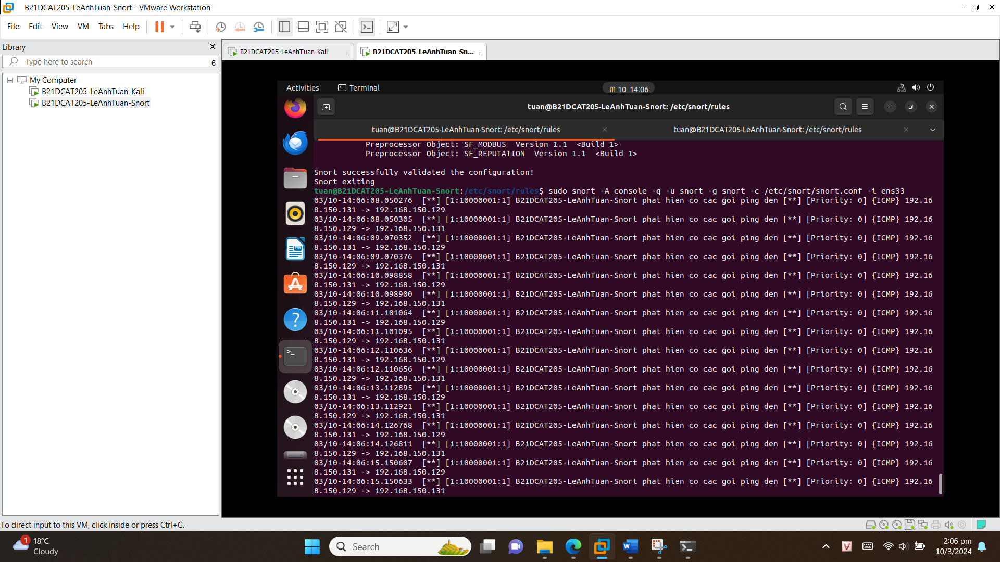 B21DCAT205-LeAnhTuan-Snort - VMware Workstation
File Edit View VM Tabs Help
Library
Type here to search 6
My Computer
B21DCAT205-LeAnhTuan-Kali
B21DCAT205-LeAnhTuan-Snort
B21DCAT205-LeAnhTuan-Kali
B21DCAT205-LeAnhTuan-Sn...
Activities Terminal 10 14:06
tuan@B21DCAT205-LeAnhTuan-Snort: /etc/snort/rules
tuan@B21DCAT205-LeAnhTuan-Snort: /etc/snort/rules
tuan@B21DCAT205-LeAnhTuan-Snort: /etc/snort/rules
Preprocessor Object: SF_MODBUS Version 1.1 <Build 1>
Preprocessor Object: SF_REPUTATION Version 1.1 <Build 1>
Snort successfully validated the configuration!
Snort exiting
tuan@B21DCAT205-LeAnhTuan-Snort:/etc/snort/rules$ sudo snort -A console -q -u snort -g snort -c /etc/snort/snort.conf -i ens33
03/10-14:06:08.050276 [**] [1:10000001:1] B21DCAT205-LeAnhTuan-Snort phat hien co cac goi ping den [**] [Priority: 0] {ICMP} 192.16
8.150.131 -> 192.168.150.129
03/10-14:06:08.050305 [**] [1:10000001:1] B21DCAT205-LeAnhTuan-Snort phat hien co cac goi ping den [**] [Priority: 0] {ICMP} 192.16
8.150.129 -> 192.168.150.131
03/10-14:06:09.070352 [**] [1:10000001:1] B21DCAT205-LeAnhTuan-Snort phat hien co cac goi ping den [**] [Priority: 0] {ICMP} 192.16
8.150.131 -> 192.168.150.129
03/10-14:06:09.070376 [**] [1:10000001:1] B21DCAT205-LeAnhTuan-Snort phat hien co cac goi ping den [**] [Priority: 0] {ICMP} 192.16
8.150.129 -> 192.168.150.131
03/10-14:06:10.098858 [**] [1:10000001:1] B21DCAT205-LeAnhTuan-Snort phat hien co cac goi ping den [**] [Priority: 0] {ICMP} 192.16
8.150.131 -> 192.168.150.129
03/10-14:06:10.098900 [**] [1:10000001:1] B21DCAT205-LeAnhTuan-Snort phat hien co cac goi ping den [**] [Priority: 0] {ICMP} 192.16
8.150.129 -> 192.168.150.131
03/10-14:06:11.101064 [**] [1:10000001:1] B21DCAT205-LeAnhTuan-Snort phat hien co cac goi ping den [**] [Priority: 0] {ICMP} 192.16
8.150.131 -> 192.168.150.129
03/10-14:06:11.101095 [**] [1:10000001:1] B21DCAT205-LeAnhTuan-Snort phat hien co cac goi ping den [**] [Priority: 0] {ICMP} 192.16
8.150.129 -> 192.168.150.131
03/10-14:06:12.110636 [**] [1:10000001:1] B21DCAT205-LeAnhTuan-Snort phat hien co cac goi ping den [**] [Priority: 0] {ICMP} 192.16
8.150.131 -> 192.168.150.129
03/10-14:06:12.110656 [**] [1:10000001:1] B21DCAT205-LeAnhTuan-Snort phat hien co cac goi ping den [**] [Priority: 0] {ICMP} 192.16
8.150.129 -> 192.168.150.131
03/10-14:06:13.112895 [**] [1:10000001:1] B21DCAT205-LeAnhTuan-Snort phat hien co cac goi ping den [**] [Priority: 0] {ICMP} 192.16
8.150.131 -> 192.168.150.129
03/10-14:06:13.112921 [**] [1:10000001:1] B21DCAT205-LeAnhTuan-Snort phat hien co cac goi ping den [**] [Priority: 0] {ICMP} 192.16
8.150.129 -> 192.168.150.131
03/10-14:06:14.126768 [**] [1:10000001:1] B21DCAT205-LeAnhTuan-Snort phat hien co cac goi ping den [**] [Priority: 0] {ICMP} 192.16
8.150.131 -> 192.168.150.129
03/10-14:06:14.126811 [**] [1:10000001:1] B21DCAT205-LeAnhTuan-Snort phat hien co cac goi ping den [**] [Priority: 0] {ICMP} 192.16
8.150.129 -> 192.168.150.131
03/10-14:06:15.150607 [**] [1:10000001:1] B21DCAT205-LeAnhTuan-Snort phat hien co cac goi ping den [**] [Priority: 0] {ICMP} 192.16
8.150.131 -> 192.168.150.129
03/10-14:06:15.150633 [**] [1:10000001:1] B21DCAT205-LeAnhTuan-Snort phat hien co cac goi ping den [**] [Priority: 0] {ICMP} 192.16
8.150.129 -> 192.168.150.131
To direct input to this VM, click inside or press Ctrl+G.
1 18°C
Cloudy
Search
2:06 pm
10/3/2024